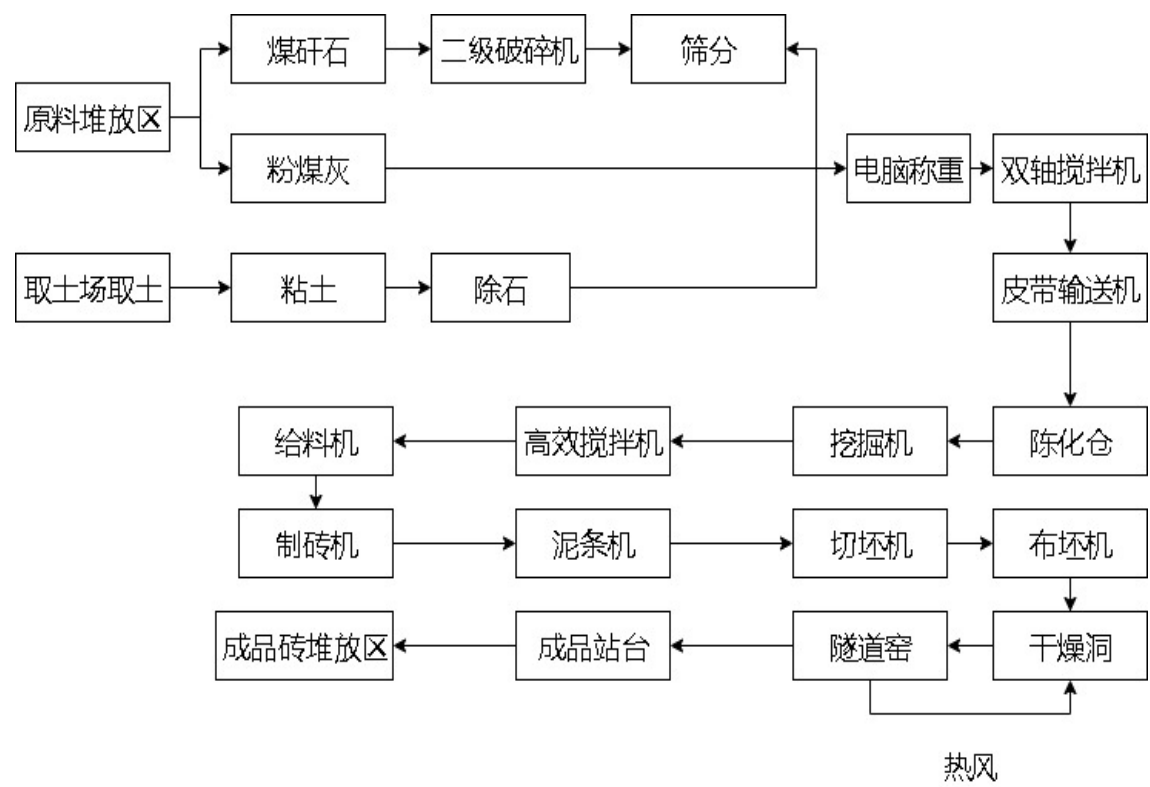 煤矸石
二级破碎机
筛分
原料堆放区
粉煤灰
电脑称重
双轴搅拌机
取土场取土
粘土
除石
皮带输送机
给料机
高效搅拌机
挖掘机
陈化仓
制砖机
泥条机
切坯机
布坯机
成品砖堆放区
成品站台
隧道窑
干燥洞
热风